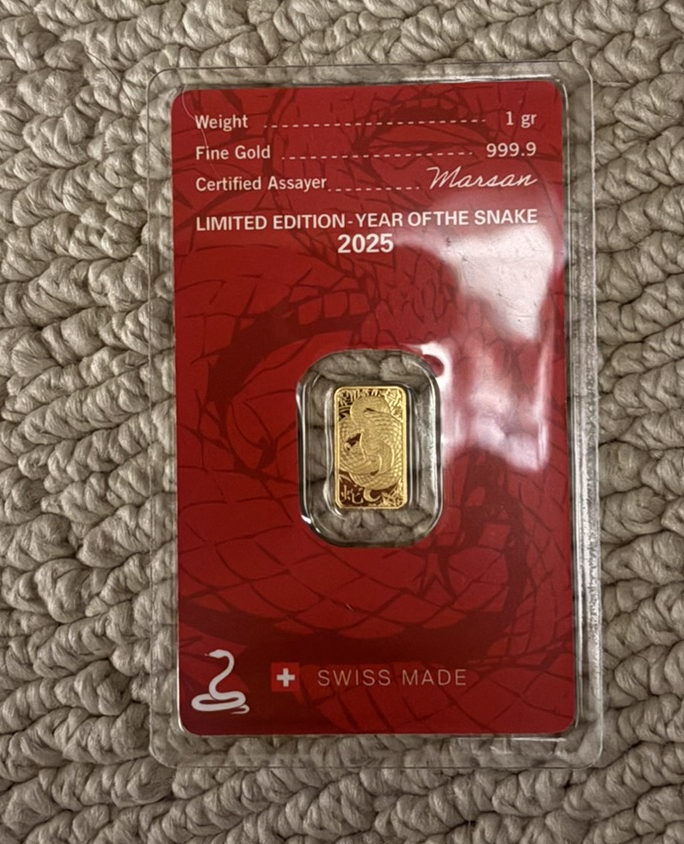 Weight ........................................ 1 gr
Fine Gold .................................. 999.9
Certified Assayer ................ Marsan
LIMITED EDITION - YEAR OF THE SNAKE
2025
SWISS MADE